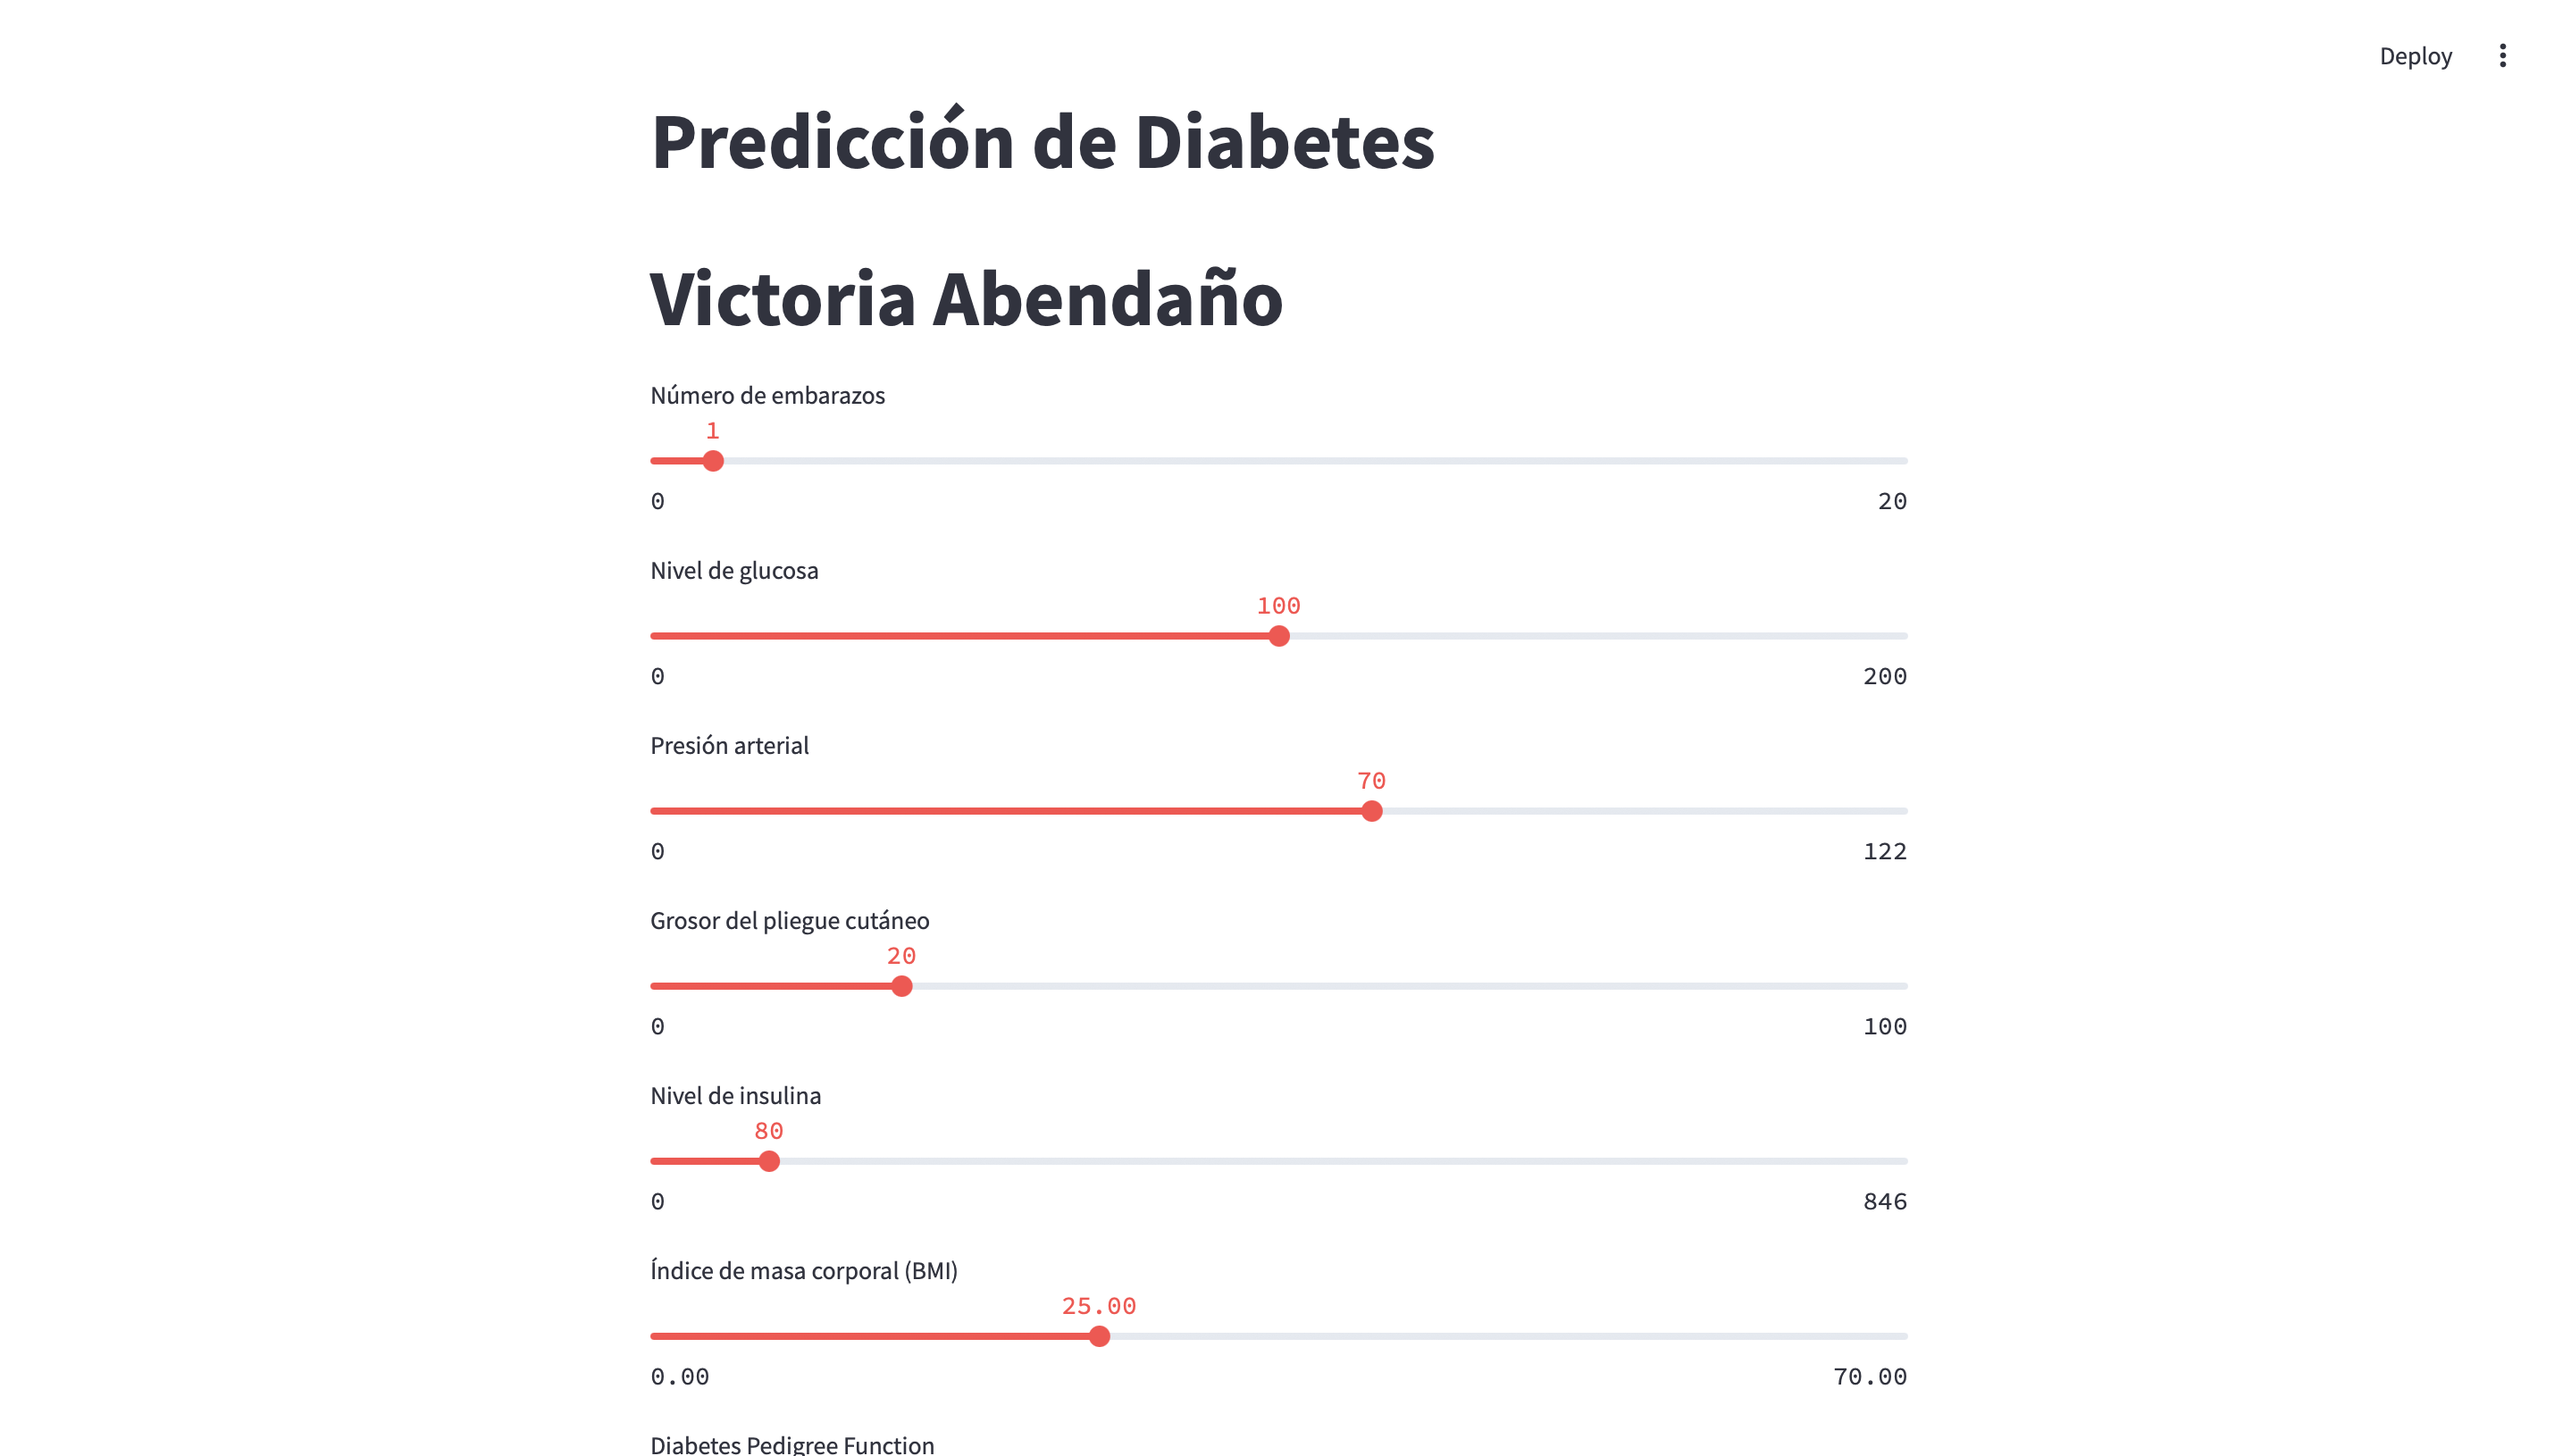 Deploy
Predicción de Diabetes
Victoria Abendaño
Número de embarazos
1
0 20
Nivel de glucosa
100
0 200
Presión arterial
70
0 122
Grosor del pliegue cutáneo
20
0 100
Nivel de insulina
80
0 846
Índice de masa corporal (BMI)
25.00
0.00 70.00
Diabetes Pedigree Function